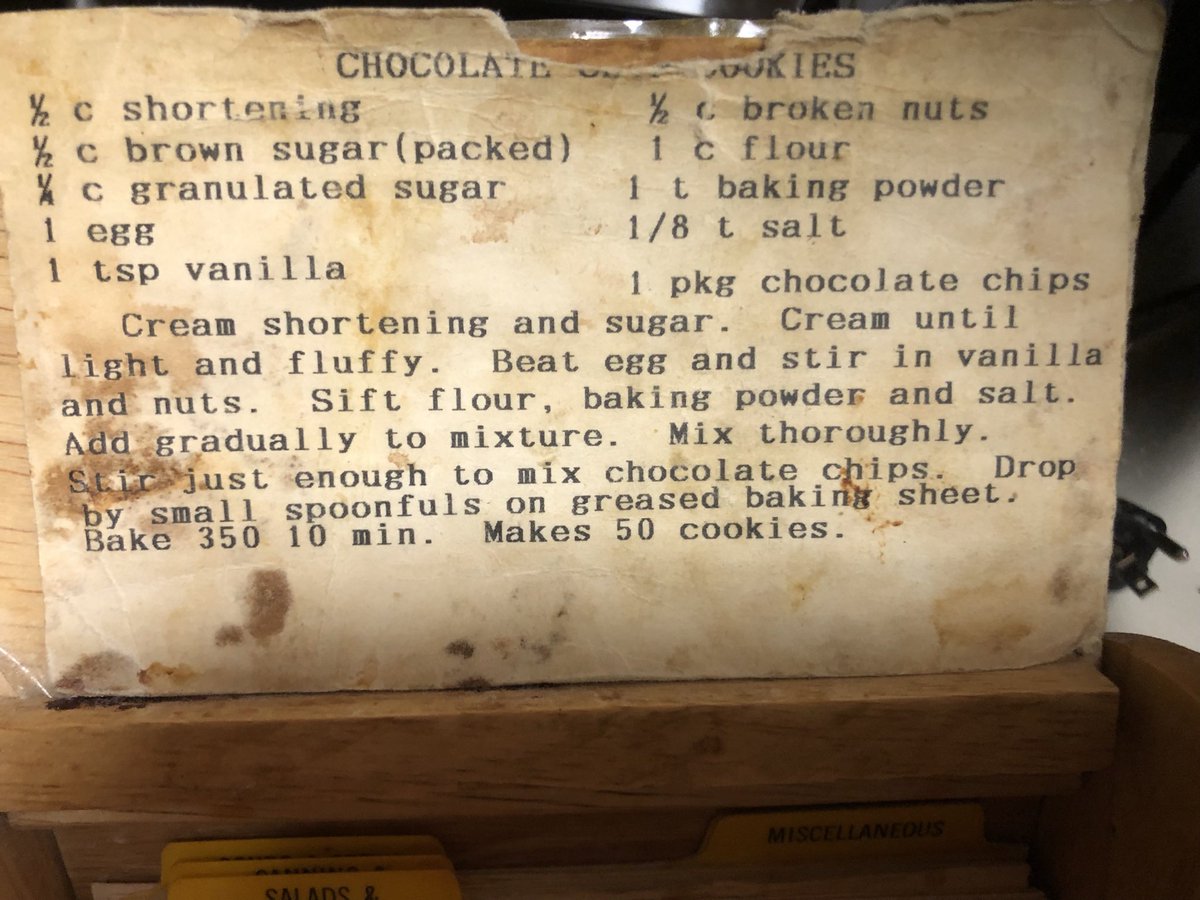 CHOCOLATE COOKIES
½ c shortening
½ c broken nuts
½ c brown sugar(packed)
1 c flour
¼ c granulated sugar
1 t baking powder
1 egg
1/8 t salt
1 tsp vanilla
1 pkg chocolate chips
Cream shortening and sugar. Cream until
light and fluffy. Beat egg and stir in vanilla
and nuts. Sift flour, baking powder and salt.
Add gradually to mixture. Mix thoroughly.
Stir just enough to mix chocolate chips. Drop
by small spoonfuls on greased baking sheet.
Bake 350 10 min. Makes 50 cookies.
MISCELLANEOUS
CANNING &
SALADS &